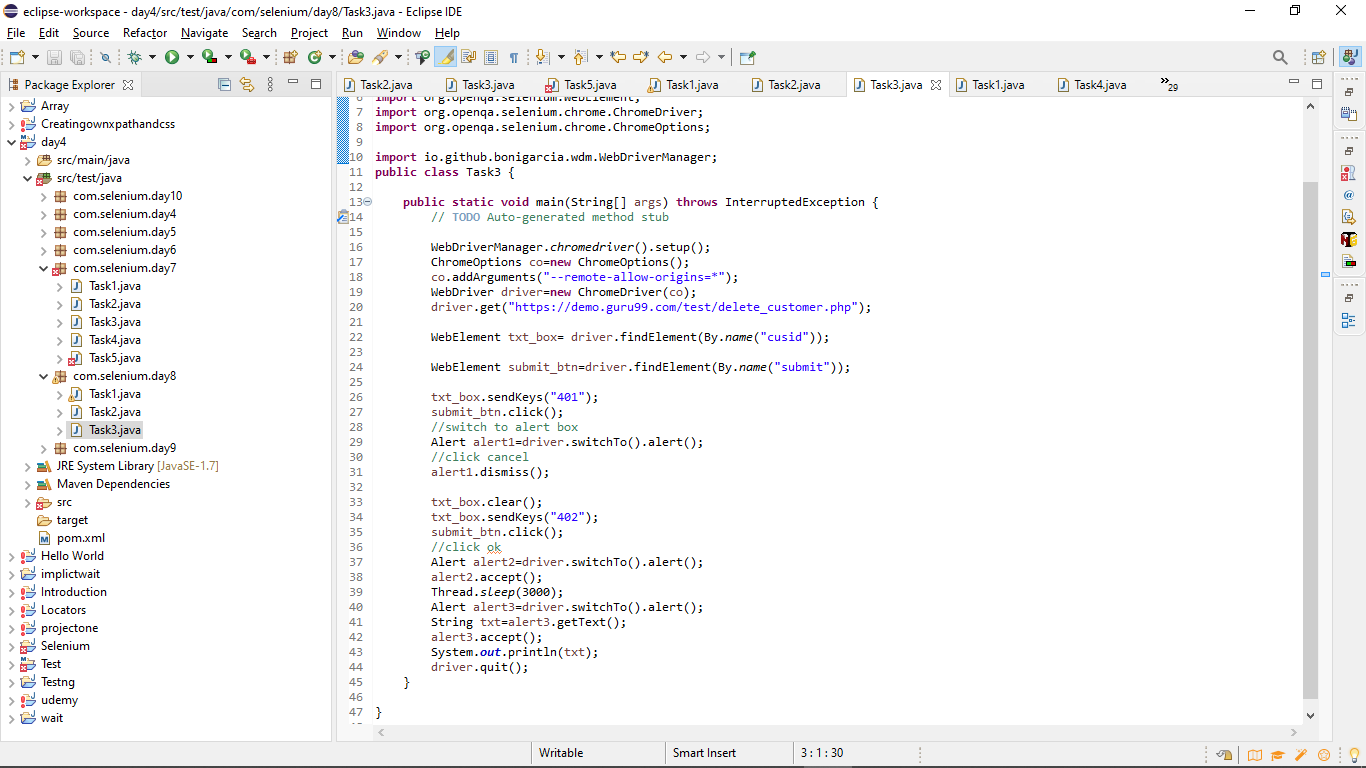 eclipse-workspace - day4/src/test/java/com/selenium/day8/Task3.java - Eclipse IDE
File Edit Source Refactor Navigate Search Project Run Window Help
Package Explorer
Array
Creatingownxpathandcss
day4
src/main/java
src/test/java
com.selenium.day10
com.selenium.day4
com.selenium.day5
com.selenium.day6
com.selenium.day7
Task1.java
Task2.java
Task3.java
Task4.java
Task5.java
com.selenium.day8
Task1.java
Task2.java
Task3.java
com.selenium.day9
JRE System Library [JavaSE-1.7]
Maven Dependencies
src
target
pom.xml
Hello World
implictwait
Introduction
Locators
projectone
Selenium
Test
Testng
udemy
wait
Task2.java Task3.java Task5.java Task1.java Task2.java Task3.java Task1.java Task4.java 29
6 import org.openqa.selenium.WebElement;
7 import org.openqa.selenium.chrome.ChromeDriver;
8 import org.openqa.selenium.chrome.ChromeOptions;
9
10 import io.github.bonigarcia.wdm.WebDriverManager;
11 public class Task3 {
12
13 public static void main(String[] args) throws InterruptedException {
14 // TODO Auto-generated method stub
15
16 WebDriverManager.chromedriver().setup();
17 ChromeOptions co=new ChromeOptions();
18 co.addArguments("--remote-allow-origins=*");
19 WebDriver driver=new ChromeDriver(co);
20 driver.get("https://demo.guru99.com/test/delete_customer.php");
21
22 WebElement txt_box= driver.findElement(By.name("cusid"));
23
24 WebElement submit_btn=driver.findElement(By.name("submit"));
25
26 txt_box.sendKeys("401");
27 submit_btn.click();
28 //switch to alert box
29 Alert alert1=driver.switchTo().alert();
30 //click cancel
31 alert1.dismiss();
32
33 txt_box.clear();
34 txt_box.sendKeys("402");
35 submit_btn.click();
36 //click ok
37 Alert alert2=driver.switchTo().alert();
38 alert2.accept();
39 Thread.sleep(3000);
40 Alert alert3=driver.switchTo().alert();
41 String txt=alert3.getText();
42 alert3.accept();
43 System.out.println(txt);
44 driver.quit();
45 }
46
47 }
Writable Smart Insert 3 : 1 : 30